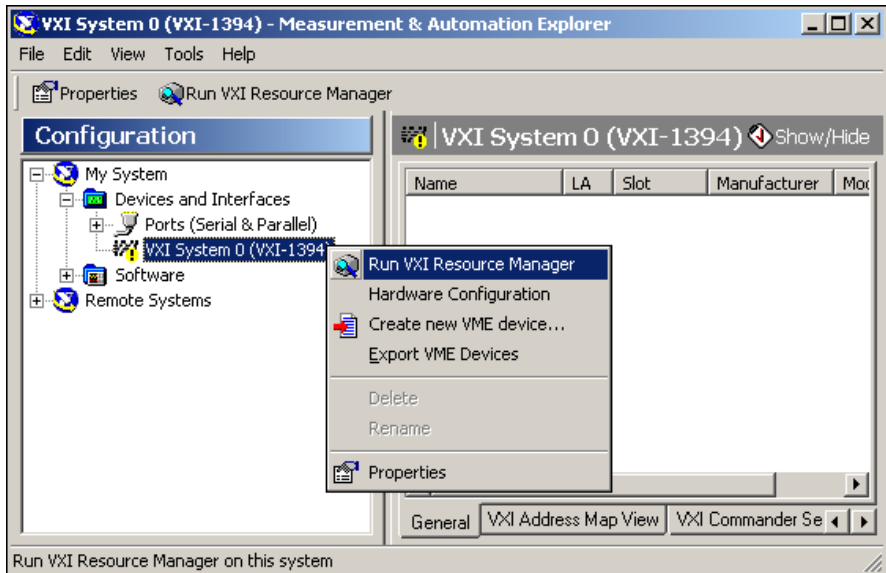 VXI System 0 (VXI-1394) - Measurement & Automation Explorer
File Edit View Tools Help
Properties Run VXI Resource Manager
Configuration
VXI System 0 (VXI-1394) Show/Hide
My System
Devices and Interfaces
Ports (Serial & Parallel)
VXI System 0 (VXI-1394)
Software
Remote Systems
Name LA Slot Manufacturer Mod
Run VXI Resource Manager
Hardware Configuration
Create new VME device...
Export VME Devices
Delete
Rename
Properties
General VXI Address Map View VXI Commander Se
Run VXI Resource Manager on this system